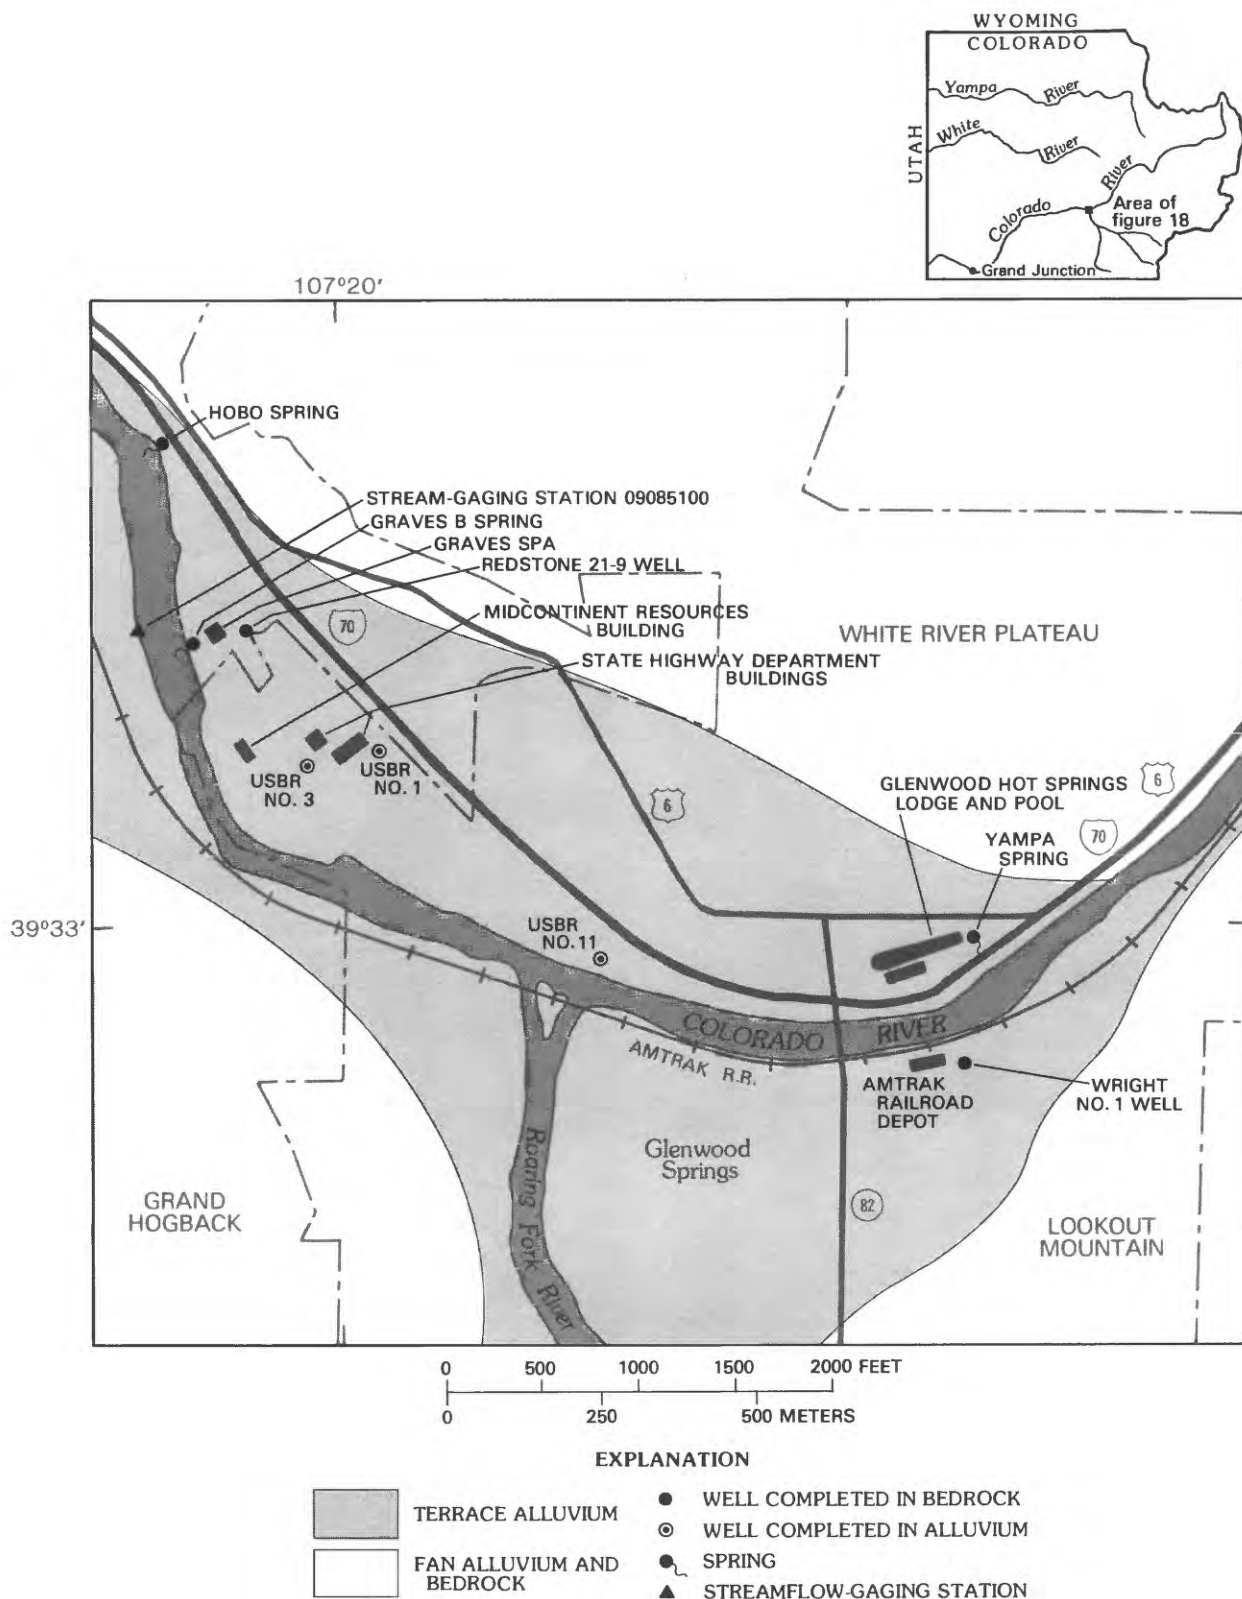 WYOMING
COLORADO
UTAH
Yampa River
White River
Colorado River
Area of
figure 18
Grand Junction
107°20'
HOBO SPRING
STREAM-GAGING STATION 09085100
GRAVES B SPRING
GRAVES SPA
REDSTONE 21-9 WELL
MIDCONTINENT RESOURCES
BUILDING
STATE HIGHWAY DEPARTMENT
BUILDINGS
70
WHITE RIVER PLATEAU
USBR
NO. 3
USBR
NO. 1
6
GLENWOOD HOT SPRINGS
LODGE AND POOL
6
70
YAMPA
SPRING
39°33'
USBR
NO. 11
COLORADO RIVER
AMTRAK R.R.
AMTRAK
RAILROAD
DEPOT
WRIGHT
NO. 1 WELL
Roaring Fork River
Glenwood
Springs
82
GRAND
HOGBACK
LOOKOUT
MOUNTAIN
0 500 1000 1500 2000 FEET
0 250 500 METERS
EXPLANATION
TERRACE ALLUVIUM
FAN ALLUVIUM AND
BEDROCK
WELL COMPLETED IN BEDROCK
WELL COMPLETED IN ALLUVIUM
SPRING
STREAMFLOW-GAGING STATION